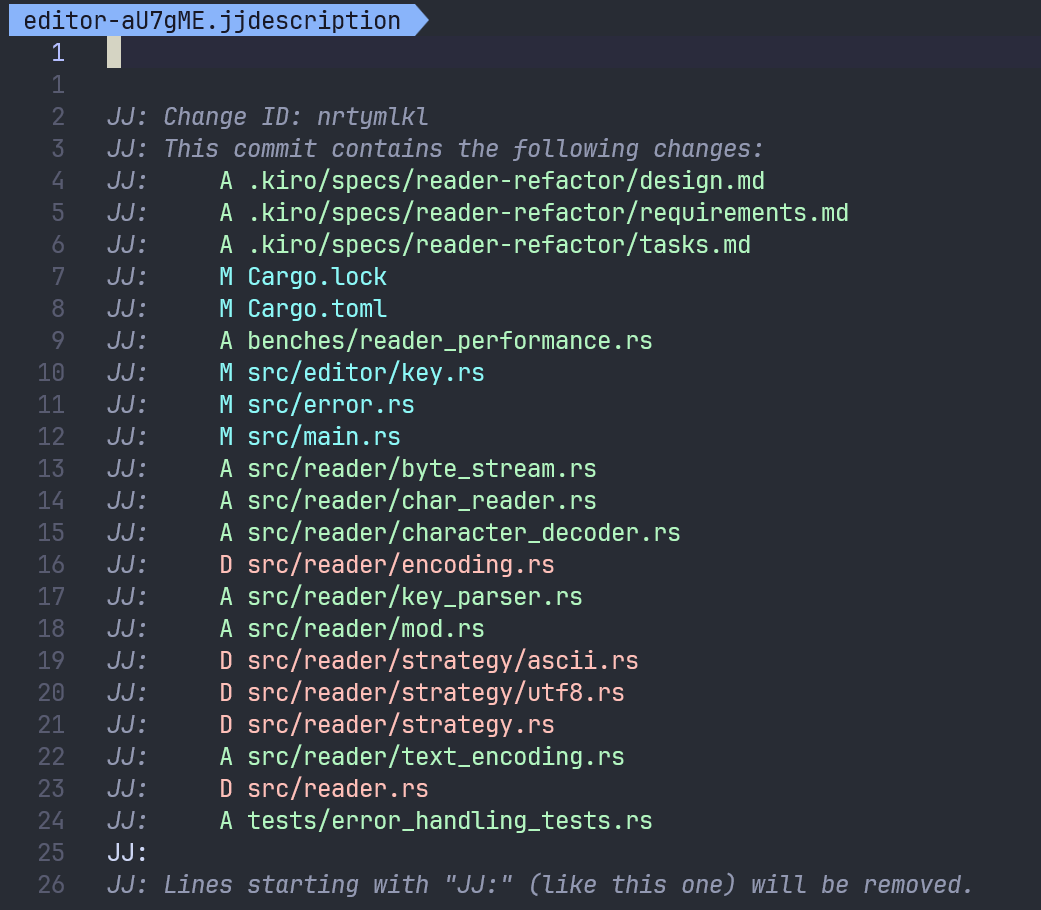 editor-aU7gME.jjdescription
1
1
2 JJ: Change ID: nrtymlkl
3 JJ: This commit contains the following changes:
4 JJ:     A .kiro/specs/reader-refactor/design.md
5 JJ:     A .kiro/specs/reader-refactor/requirements.md
6 JJ:     A .kiro/specs/reader-refactor/tasks.md
7 JJ:     M Cargo.lock
8 JJ:     M Cargo.toml
9 JJ:     A benches/reader_performance.rs
10 JJ:     M src/editor/key.rs
11 JJ:     M src/error.rs
12 JJ:     M src/main.rs
13 JJ:     A src/reader/byte_stream.rs
14 JJ:     A src/reader/char_reader.rs
15 JJ:     A src/reader/character_decoder.rs
16 JJ:     D src/reader/encoding.rs
17 JJ:     A src/reader/key_parser.rs
18 JJ:     A src/reader/mod.rs
19 JJ:     D src/reader/strategy/ascii.rs
20 JJ:     D src/reader/strategy/utf8.rs
21 JJ:     D src/reader/strategy.rs
22 JJ:     A src/reader/text_encoding.rs
23 JJ:     D src/reader.rs
24 JJ:     A tests/error_handling_tests.rs
25 JJ:
26 JJ: Lines starting with "JJ:" (like this one) will be removed.